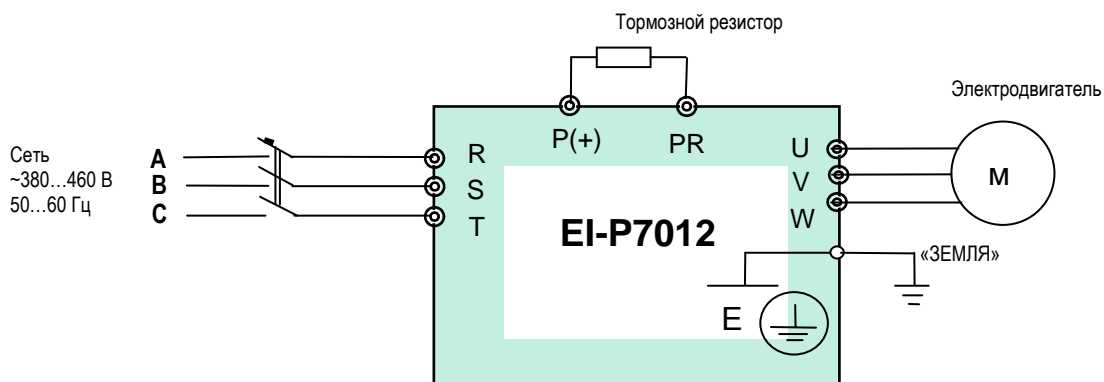 Тормозной резистор
Электродвигатель
Сеть
~380...460 В
50...60 Гц
A
B
C
R
S
T
P(+)
PR
U
V
W
M
EI-P7012
«ЗЕМЛЯ»
E